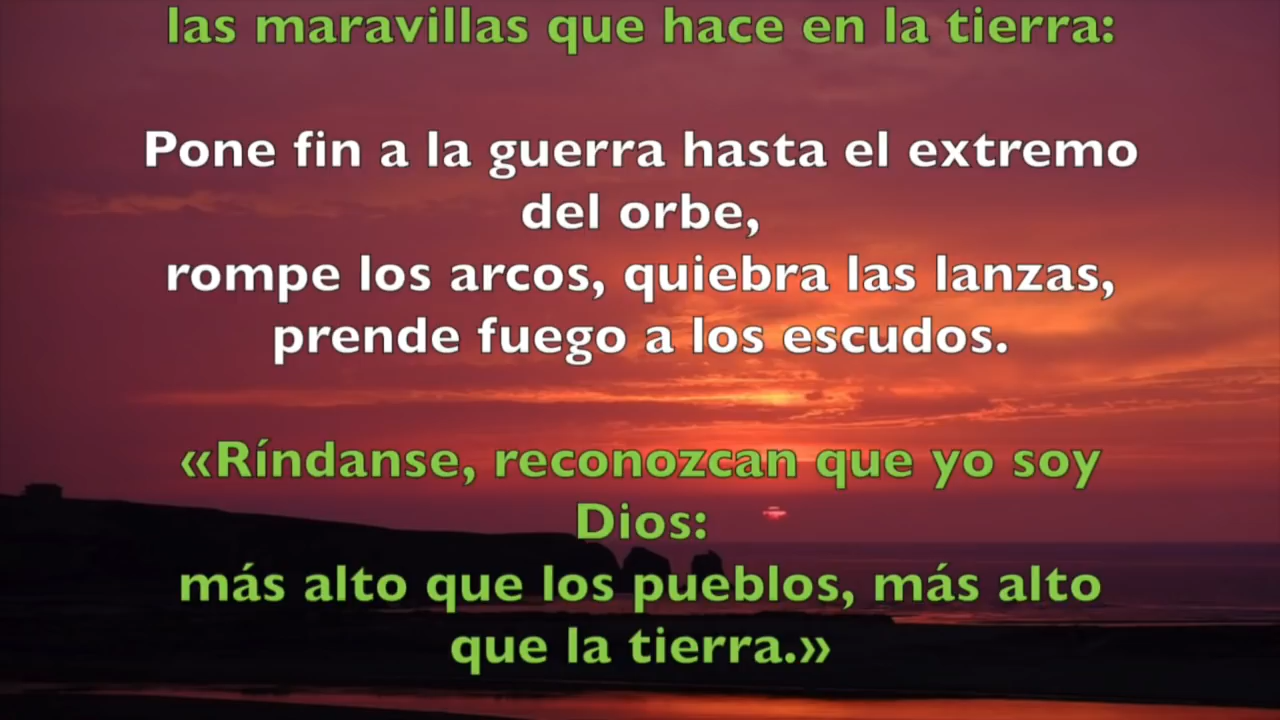 las maravillas que hace en la tierra:
Pone fin a la guerra hasta el extremo
del orbe,
rompe los arcos, quiebra las lanzas,
prende fuego a los escudos.
«Ríndanse, reconozcan que yo soy
Dios:
más alto que los pueblos, más alto
que la tierra.»